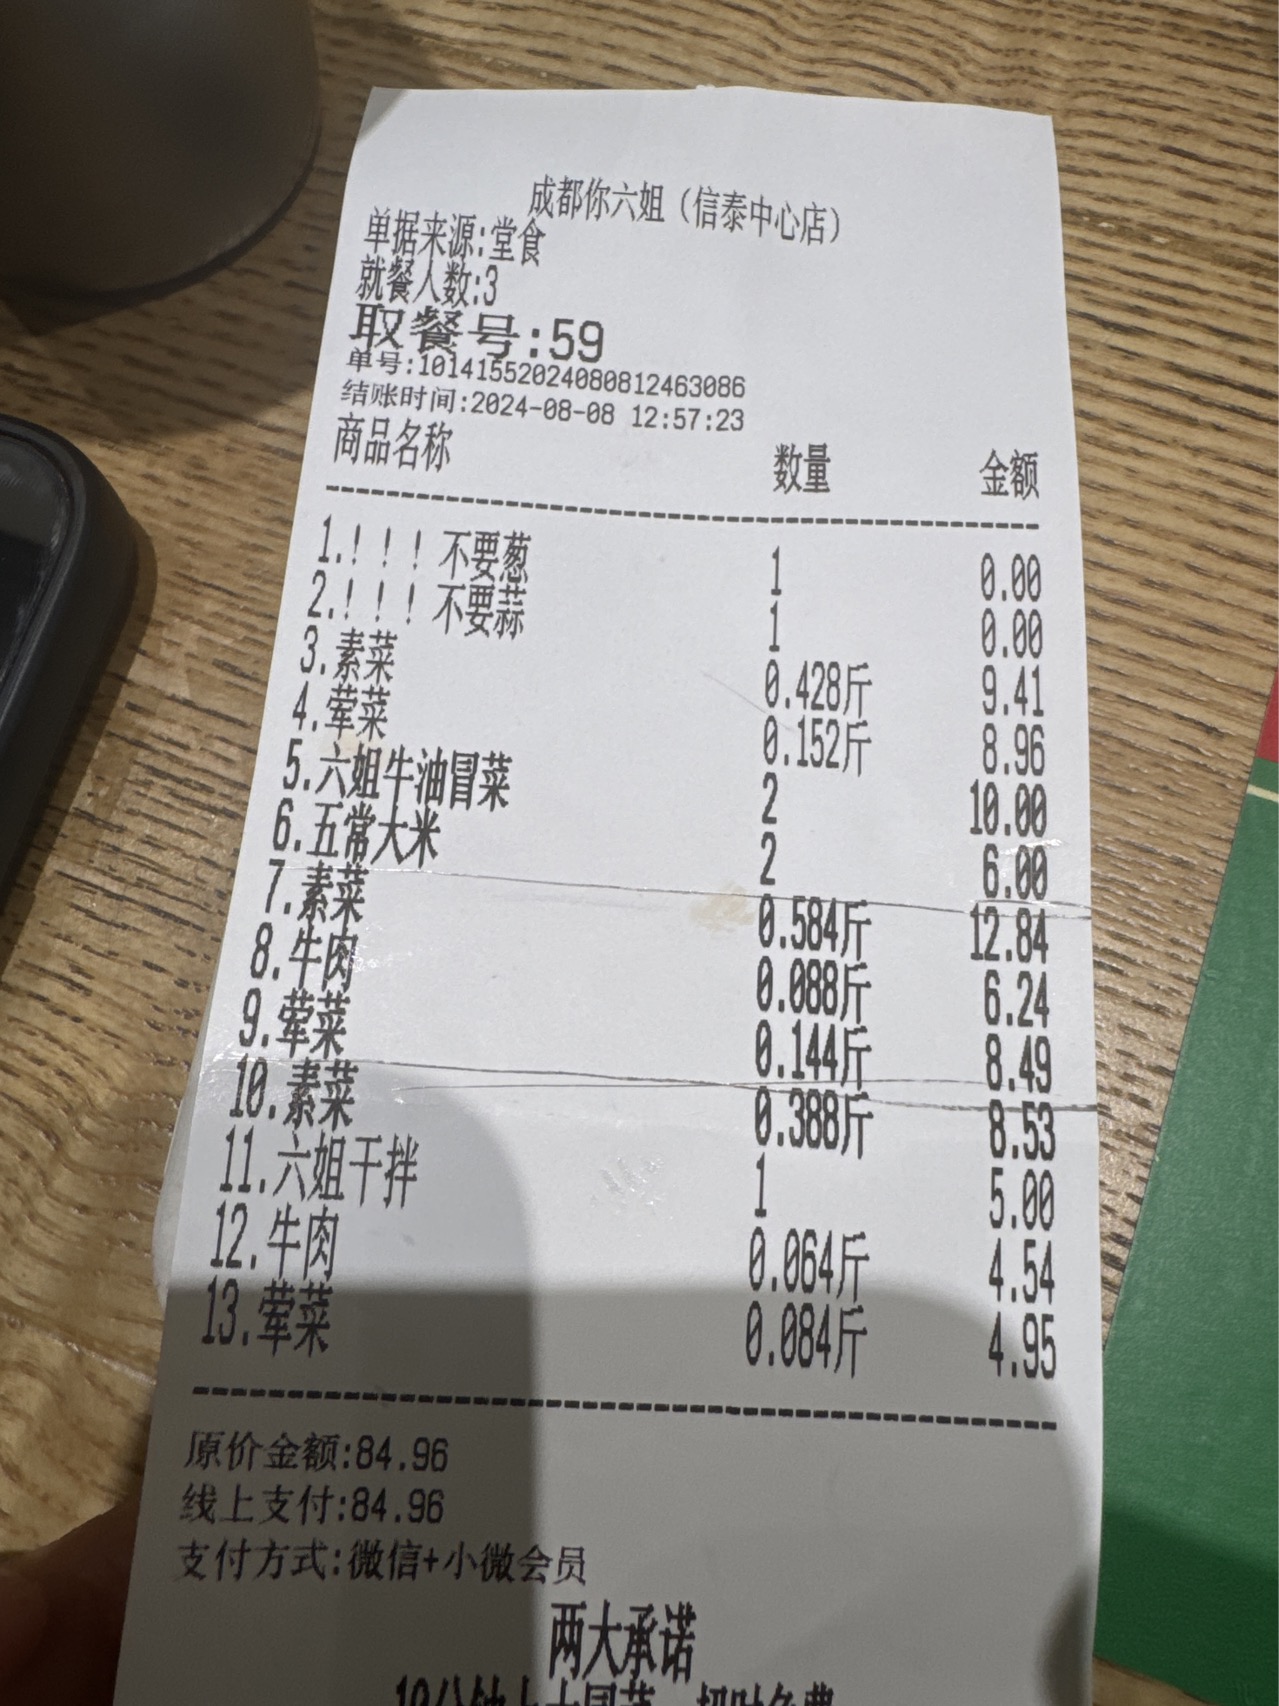 成都你六姐（信泰中心店）
单据来源:堂食
就餐人数:3
取餐号:59
单号:10141552024080812463086
结账时间:2024-08-08 12:57:23
商品名称 数量 金额
1.！！！不要葱 1 0.00
2.！！！不要蒜 1 0.00
3.素菜 0.428斤 9.41
4.荤菜 0.152斤 8.96
5.六姐牛油冒菜 2 10.00
6.五常大米 2 6.00
7.素菜 0.584斤 12.84
8.牛肉 0.088斤 6.24
9.荤菜 0.144斤 8.49
10.素菜 0.388斤 8.53
11.六姐干拌 1 5.00
12.牛肉 0.064斤 4.54
13.荤菜 0.084斤 4.95
原价金额:84.96
线上支付:84.96
支付方式:微信+小微会员
两大承诺